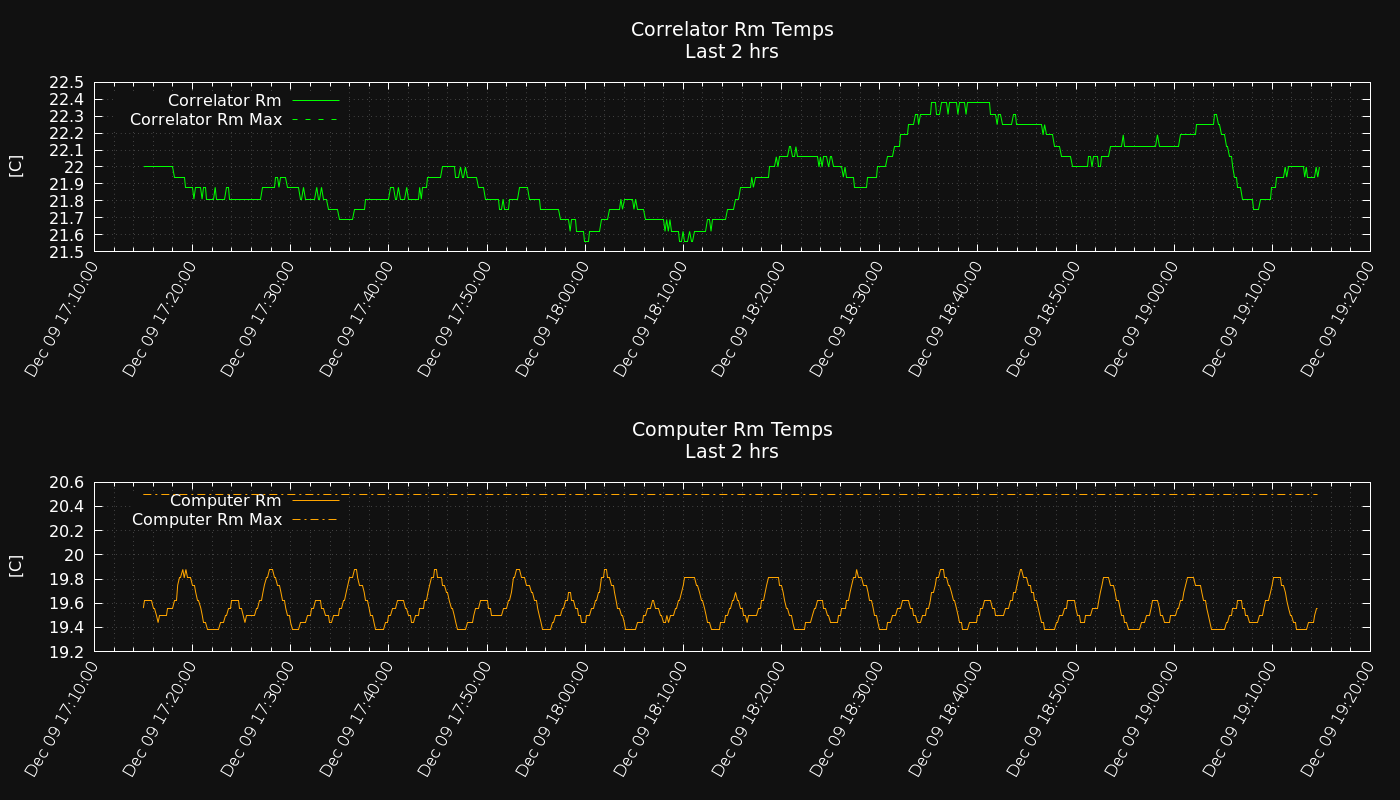 Correlator Rm Temps
Last 2 hrs
22.5
22.4
22.3
22.2
22.1
22
21.9
21.8
21.7
21.6
21.5
[C]
Correlator Rm
Correlator Rm Max
Dec 09 17:10:00
Dec 09 17:20:00
Dec 09 17:30:00
Dec 09 17:40:00
Dec 09 17:50:00
Dec 09 18:00:00
Dec 09 18:10:00
Dec 09 18:20:00
Dec 09 18:30:00
Dec 09 18:40:00
Dec 09 18:50:00
Dec 09 19:00:00
Dec 09 19:10:00
Dec 09 19:20:00
Computer Rm Temps
Last 2 hrs
20.6
20.4
20.2
20
19.8
19.6
19.4
19.2
[C]
Computer Rm
Computer Rm Max
Dec 09 17:10:00
Dec 09 17:20:00
Dec 09 17:30:00
Dec 09 17:40:00
Dec 09 17:50:00
Dec 09 18:00:00
Dec 09 18:10:00
Dec 09 18:20:00
Dec 09 18:30:00
Dec 09 18:40:00
Dec 09 18:50:00
Dec 09 19:00:00
Dec 09 19:10:00
Dec 09 19:20:00